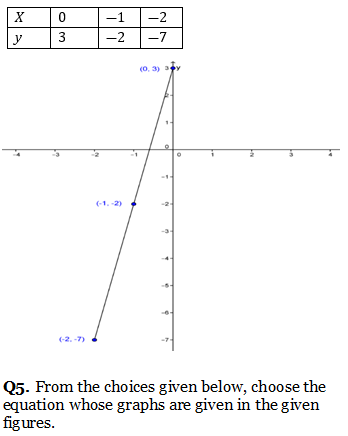 X 0 −1 −2
y 3 −2 −7
(0, 3) 3 y
2
1
0
-4 -3 -2 -1 0 1 2 3 4
-1
(-1, -2) -2
-3
-4
-5
-6
(-2, -7) -7
Q5. From the choices given below, choose the
equation whose graphs are given in the given
figures.